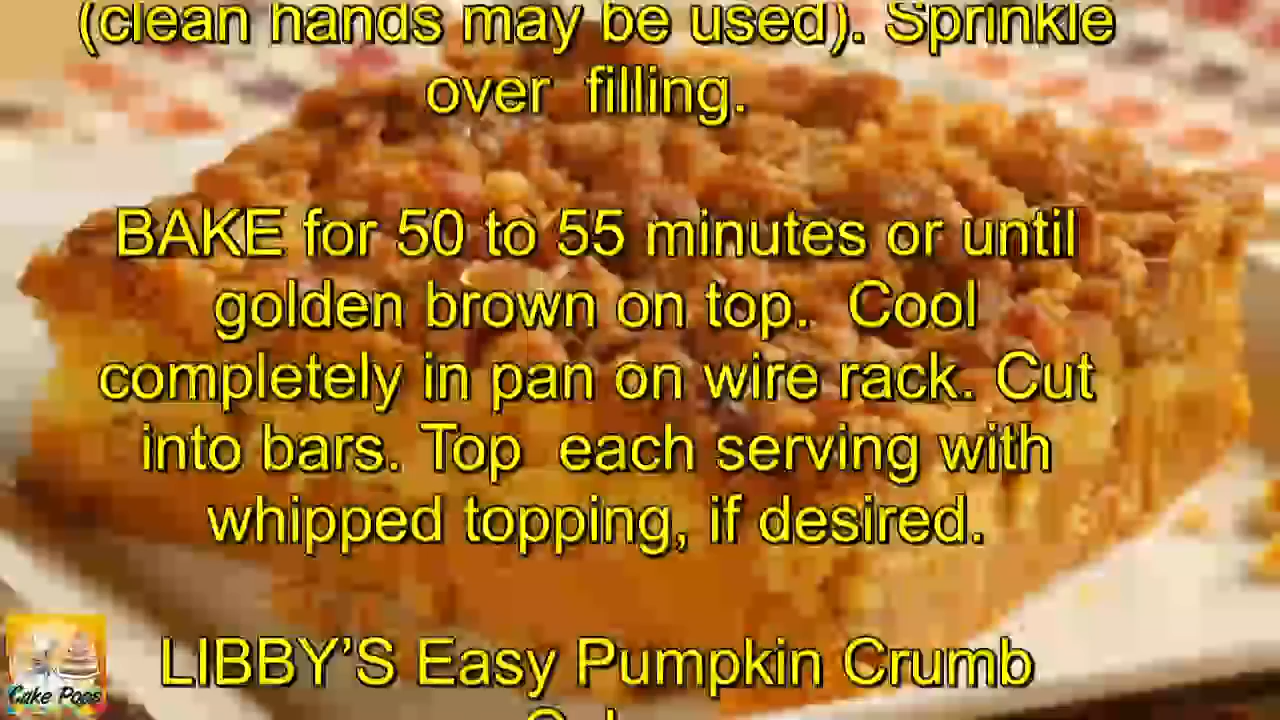 (clean hands may be used). Sprinkle
over filling.
BAKE for 50 to 55 minutes or until
golden brown on top. Cool
completely in pan on wire rack. Cut
into bars. Top each serving with
whipped topping, if desired.
LIBBY’S Easy Pumpkin Crumb
Cake Pops